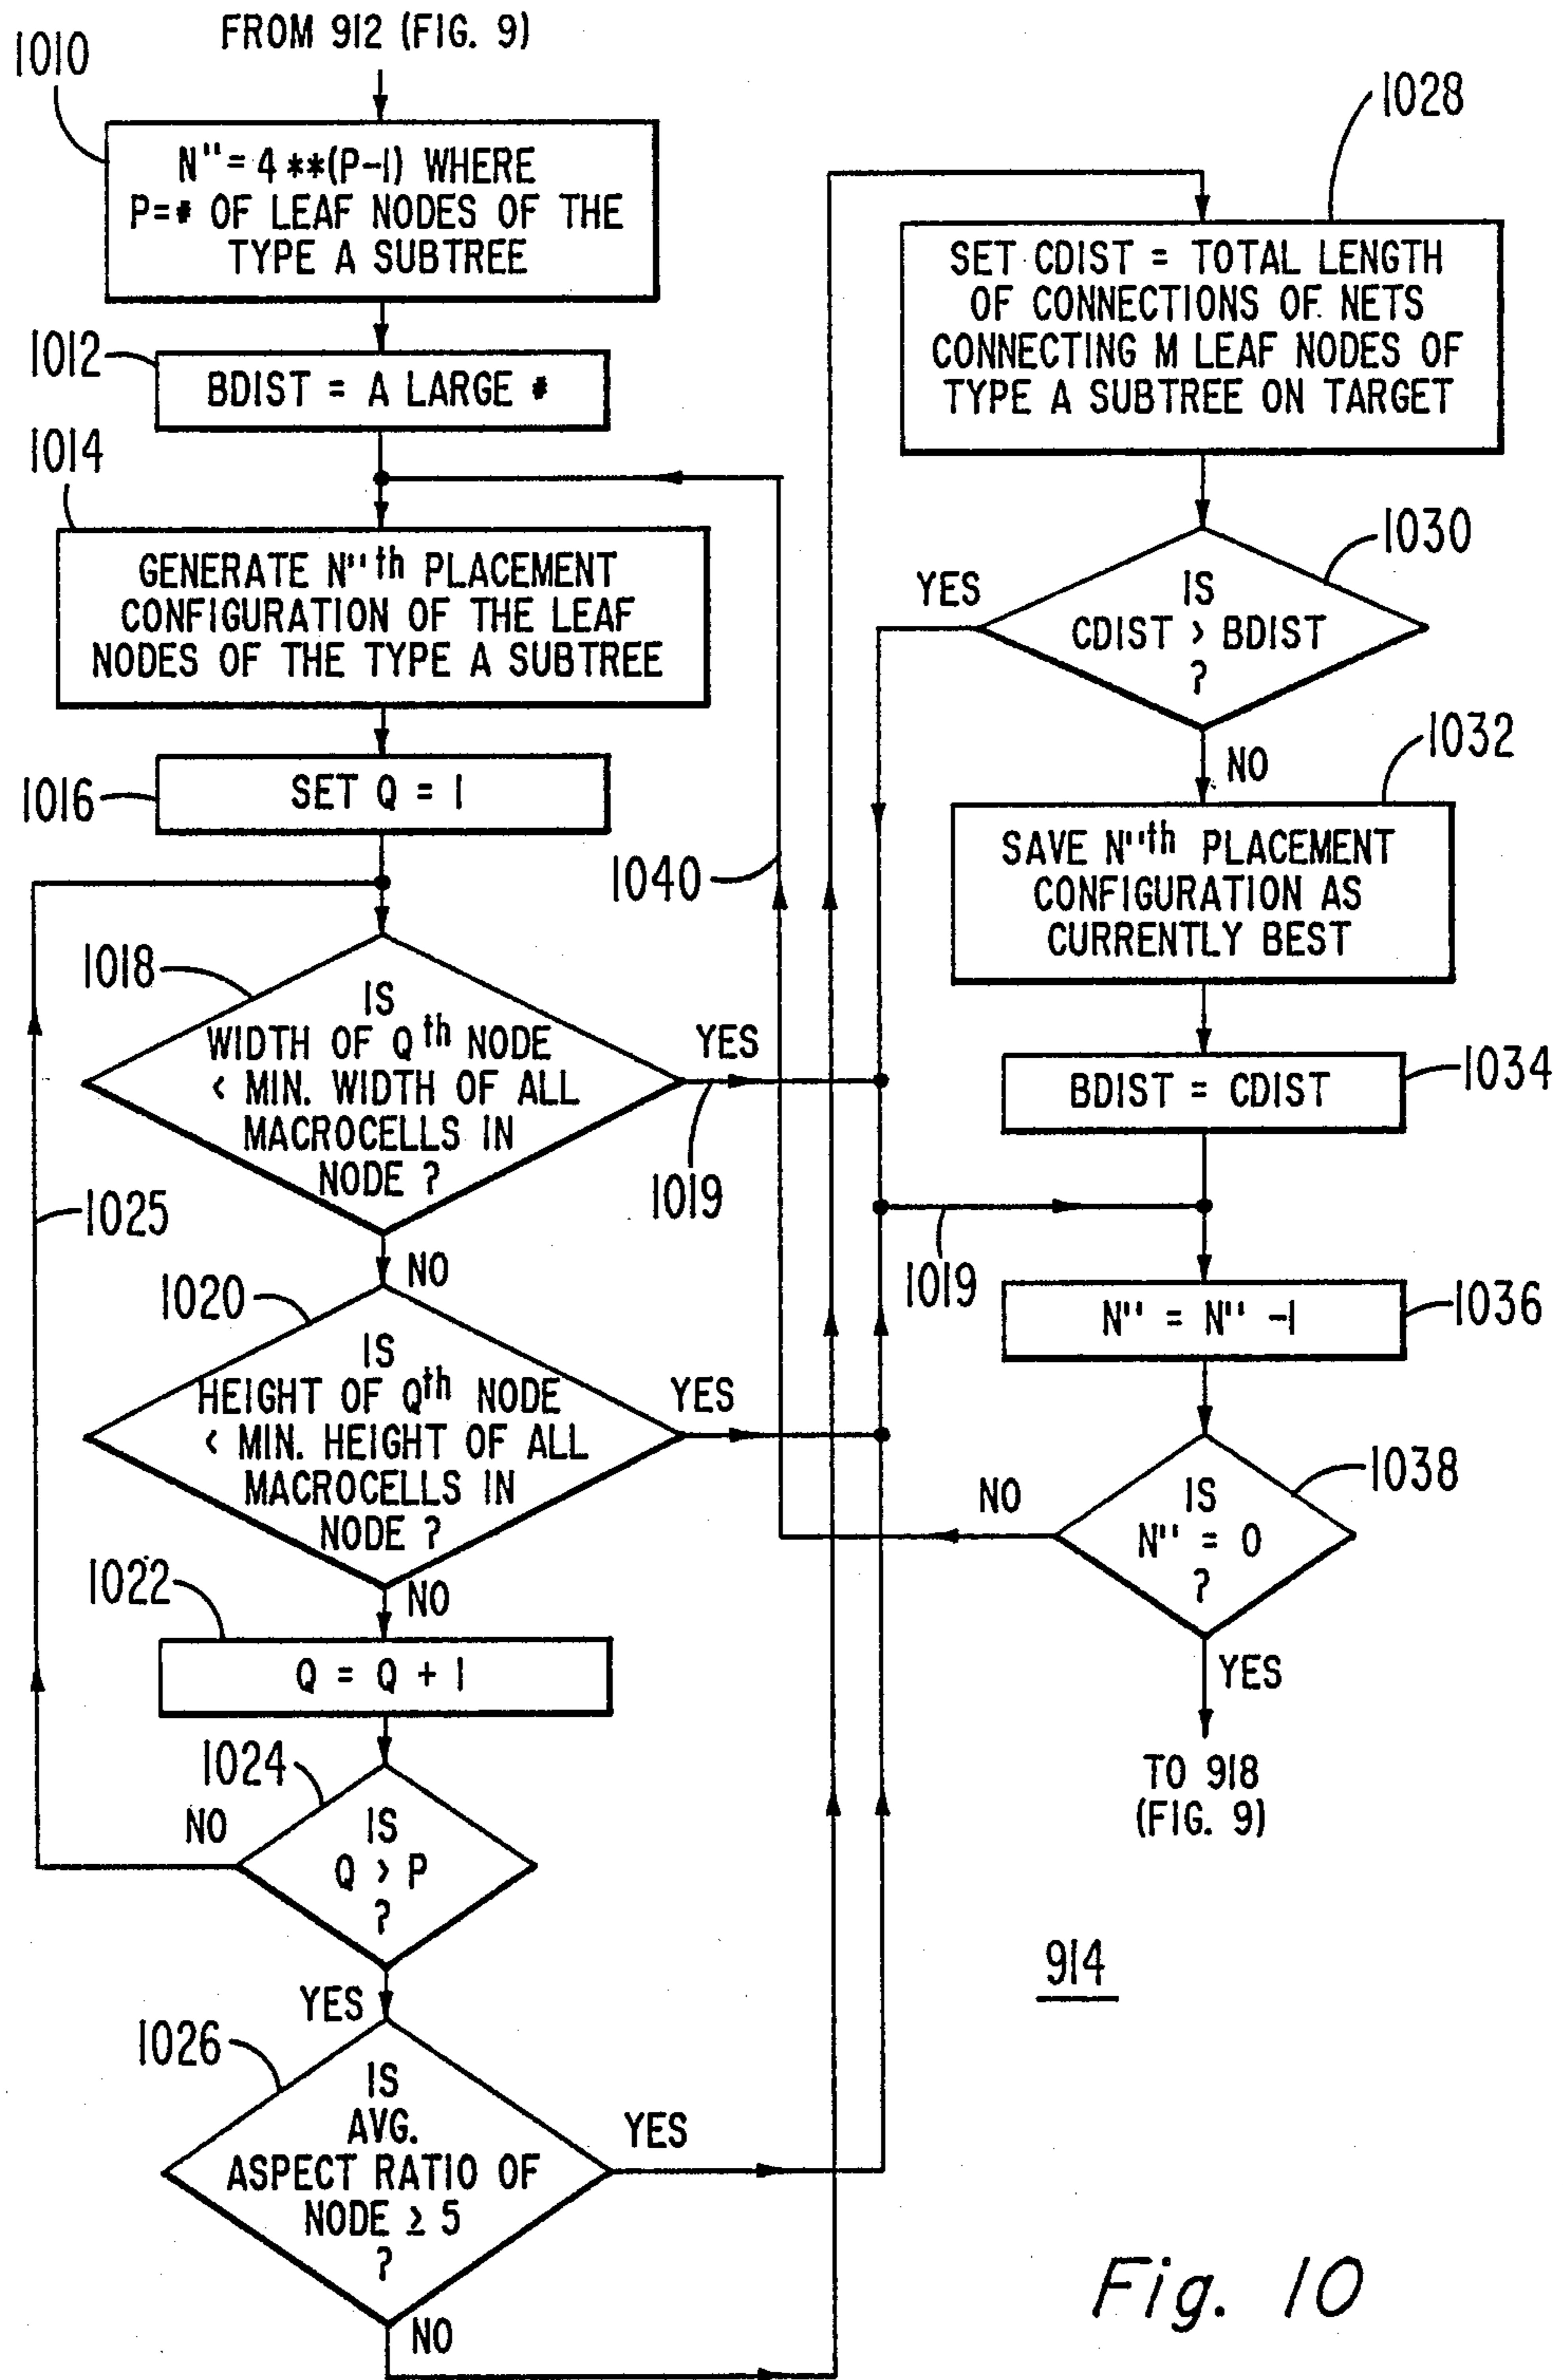 FROM 912 (FIG. 9)
1010
N" = 4 **(P-1) WHERE
P=# OF LEAF NODES OF THE
TYPE A SUBTREE
1012
BDIST = A LARGE #
1014
GENERATE N"th PLACEMENT
CONFIGURATION OF THE LEAF
NODES OF THE TYPE A SUBTREE
1016
SET Q = 1
1018
IS
WIDTH OF Qth NODE
< MIN. WIDTH OF ALL
MACROCELLS IN
NODE ?
YES
1019
NO
1025
1020
IS
HEIGHT OF Qth NODE
< MIN. HEIGHT OF ALL
MACROCELLS IN
NODE ?
YES
NO
1022
Q = Q + 1
1024
IS
Q > P
?
NO
YES
1026
IS
AVG.
ASPECT RATIO OF
NODE ≥ 5
?
YES
NO
1028
SET CDIST = TOTAL LENGTH
OF CONNECTIONS OF NETS
CONNECTING M LEAF NODES OF
TYPE A SUBTREE ON TARGET
1030
IS
CDIST > BDIST
?
YES
NO
1032
SAVE N"th PLACEMENT
CONFIGURATION AS
CURRENTLY BEST
1040
1034
BDIST = CDIST
1019
1036
N" = N" -1
1038
IS
N" = 0
?
NO
YES
TO 918
(FIG. 9)
914
Fig. 10